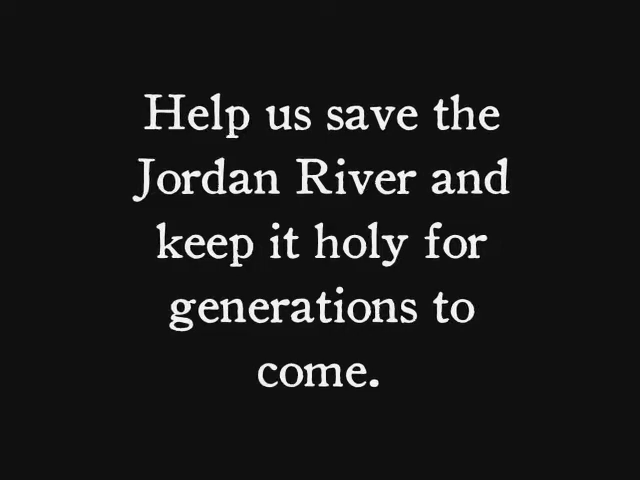 Help us save the
Jordan River and
keep it holy for
generations to
come.